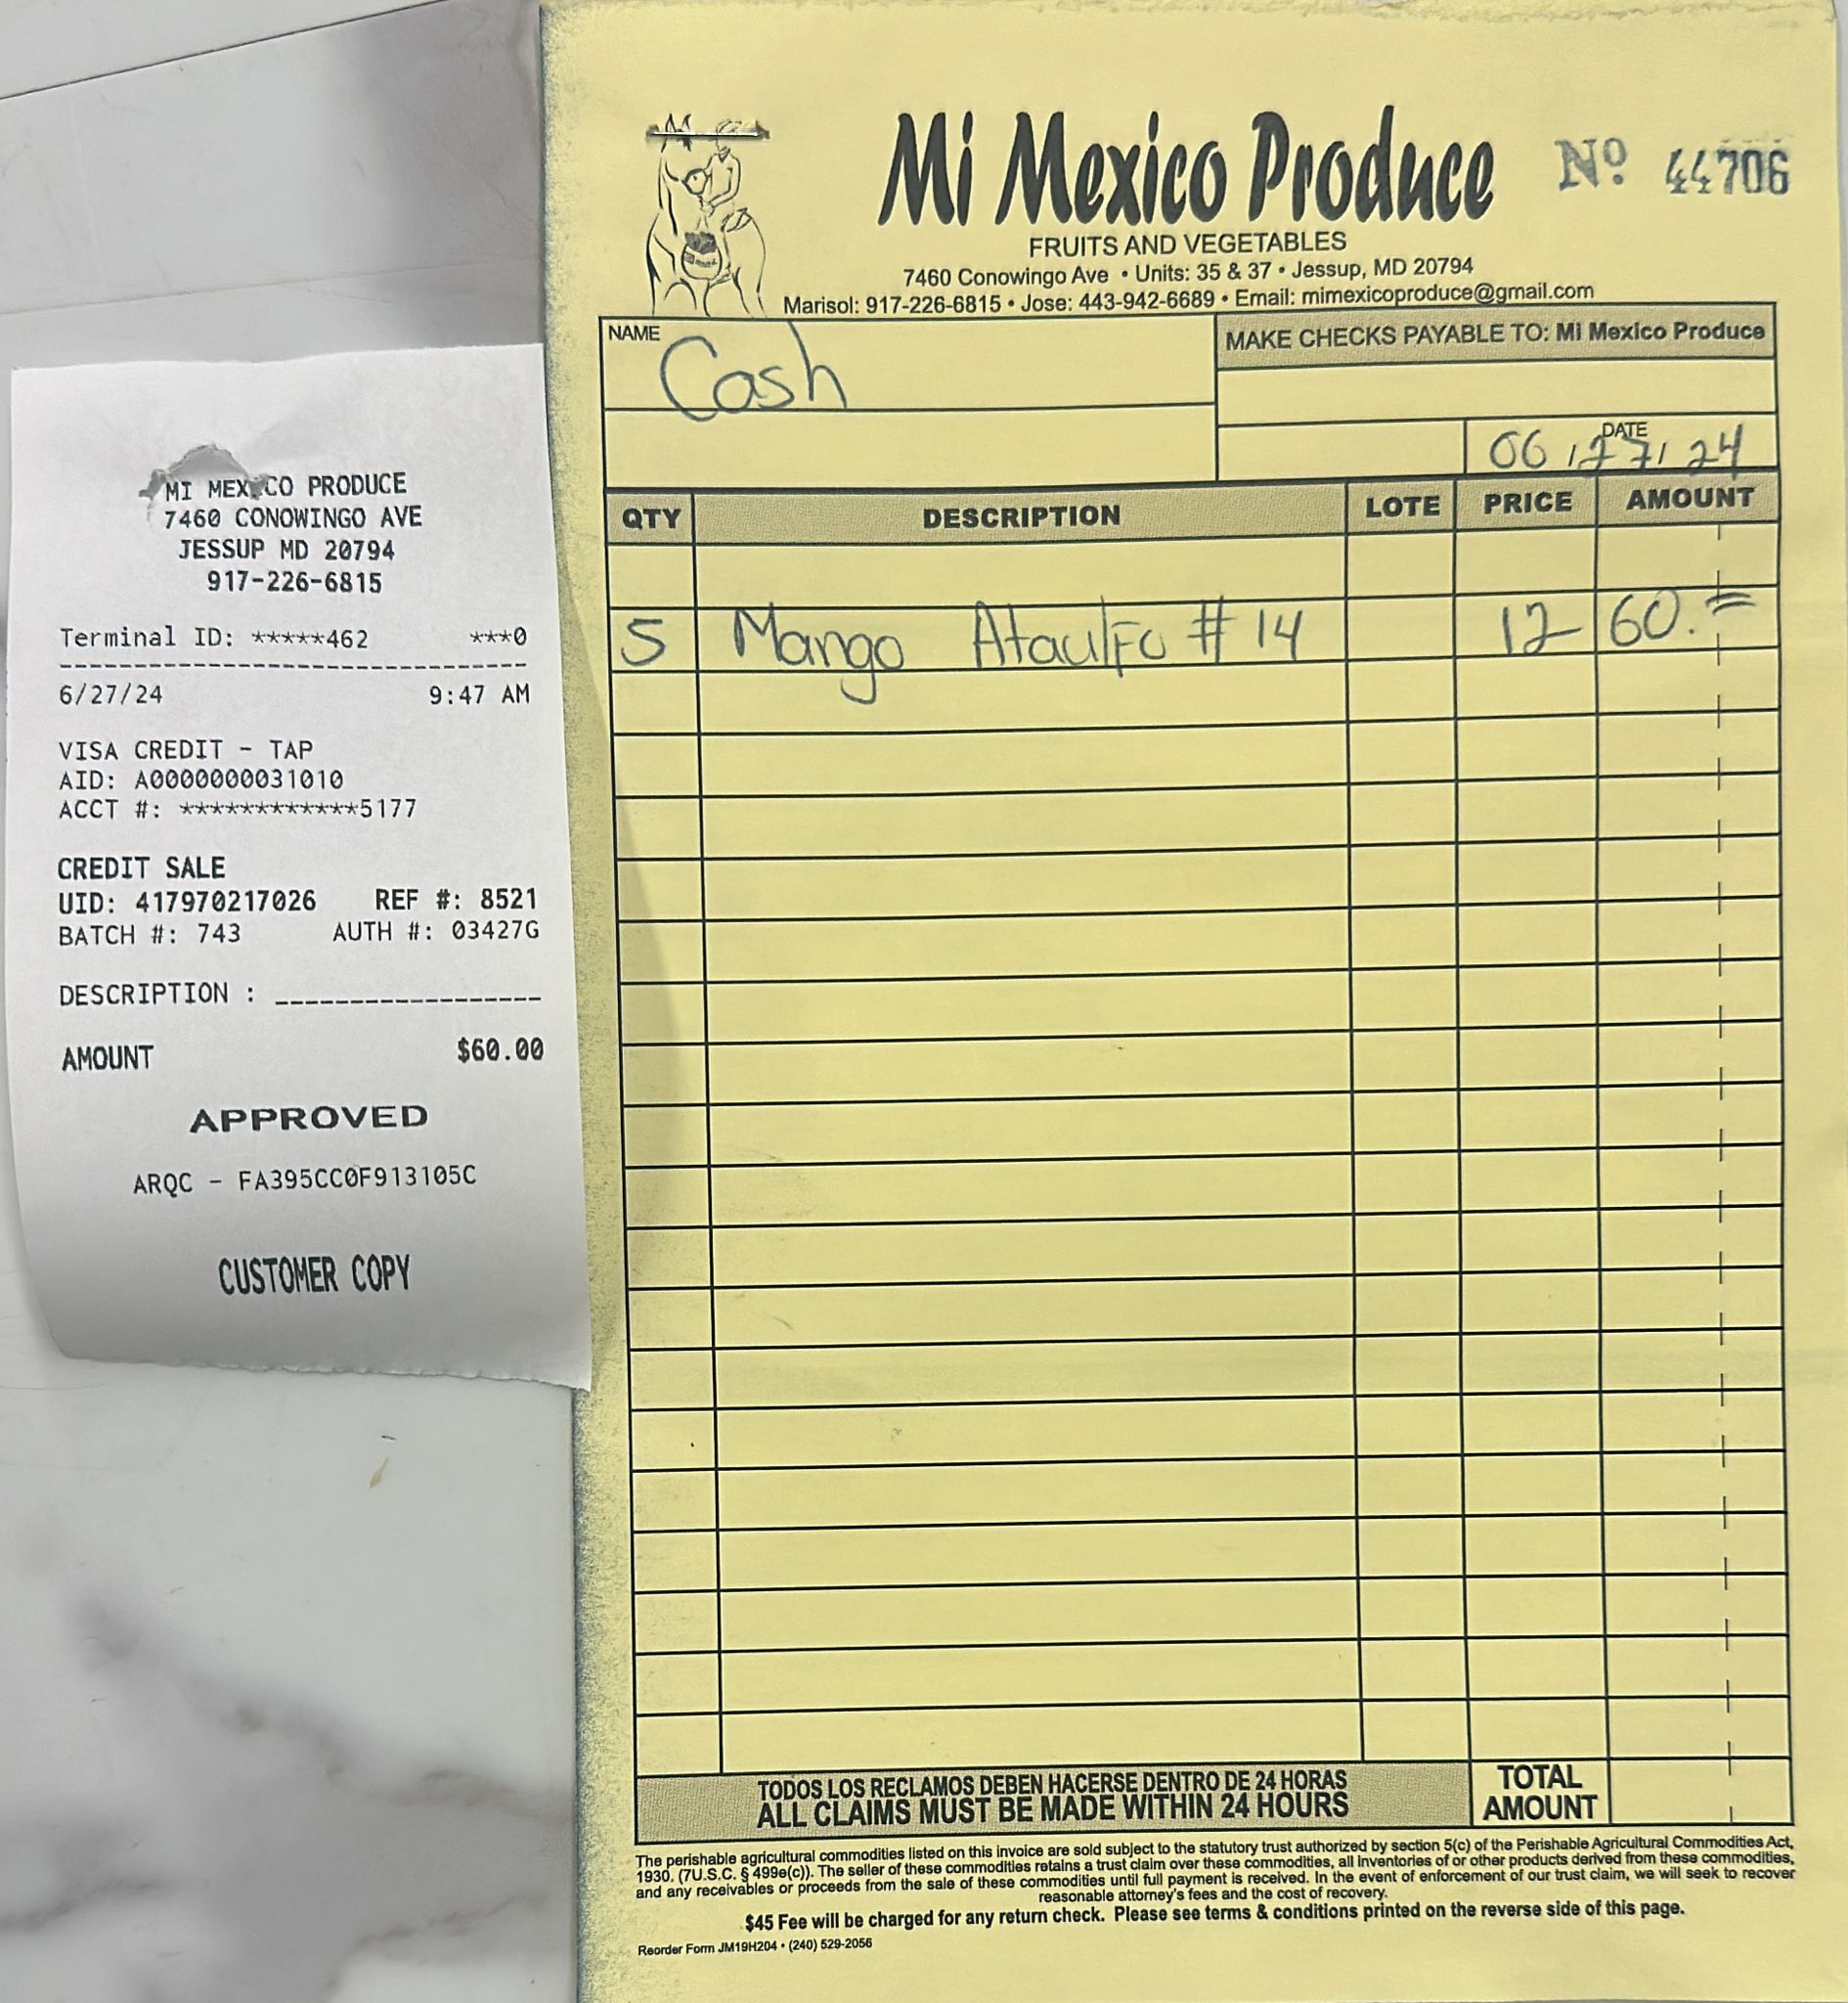 MI MEXICO PRODUCE
7460 CONOWINGO AVE
JESSUP MD 20794
917-226-6815
Terminal ID: *****462 ***0
6/27/24 9:47 AM
VISA CREDIT - TAP
AID: A0000000031010
ACCT #: ************5177
CREDIT SALE
UID: 417970217026 REF #: 8521
BATCH #: 743 AUTH #: 03427G
DESCRIPTION : __________________
AMOUNT $60.00
APPROVED
ARQC - FA395CC0F913105C
CUSTOMER COPY
Mi Mexico Produce Nº 44706
FRUITS AND VEGETABLES
7460 Conowingo Ave • Units: 35 & 37 • Jessup, MD 20794
Marisol: 917-226-6815 • Jose: 443-942-6689 • Email: mimexicoproduce@gmail.com
NAME Cash
MAKE CHECKS PAYABLE TO: Mi Mexico Produce
DATE
06/27/24
QTY DESCRIPTION LOTE PRICE AMOUNT
5 Mango Ataulfo #14 12- 60.=
TODOS LOS RECLAMOS DEBEN HACERSE DENTRO DE 24 HORAS
ALL CLAIMS MUST BE MADE WITHIN 24 HOURS
TOTAL
AMOUNT
The perishable agricultural commodities listed on this invoice are sold subject to the statutory trust authorized by section 5(c) of the Perishable Agricultural Commodities Act,
1930. (7U.S.C. § 499e(c)). The seller of these commodities retains a trust claim over these commodities, all inventories of or other products derived from these commodities,
and any receivables or proceeds from the sale of these commodities until full payment is received. In the event of enforcement of our trust claim, we will seek to recover
reasonable attorney's fees and the cost of recovery.
$45 Fee will be charged for any return check. Please see terms & conditions printed on the reverse side of this page.
Reorder Form JM19H204 • (240) 529-2056